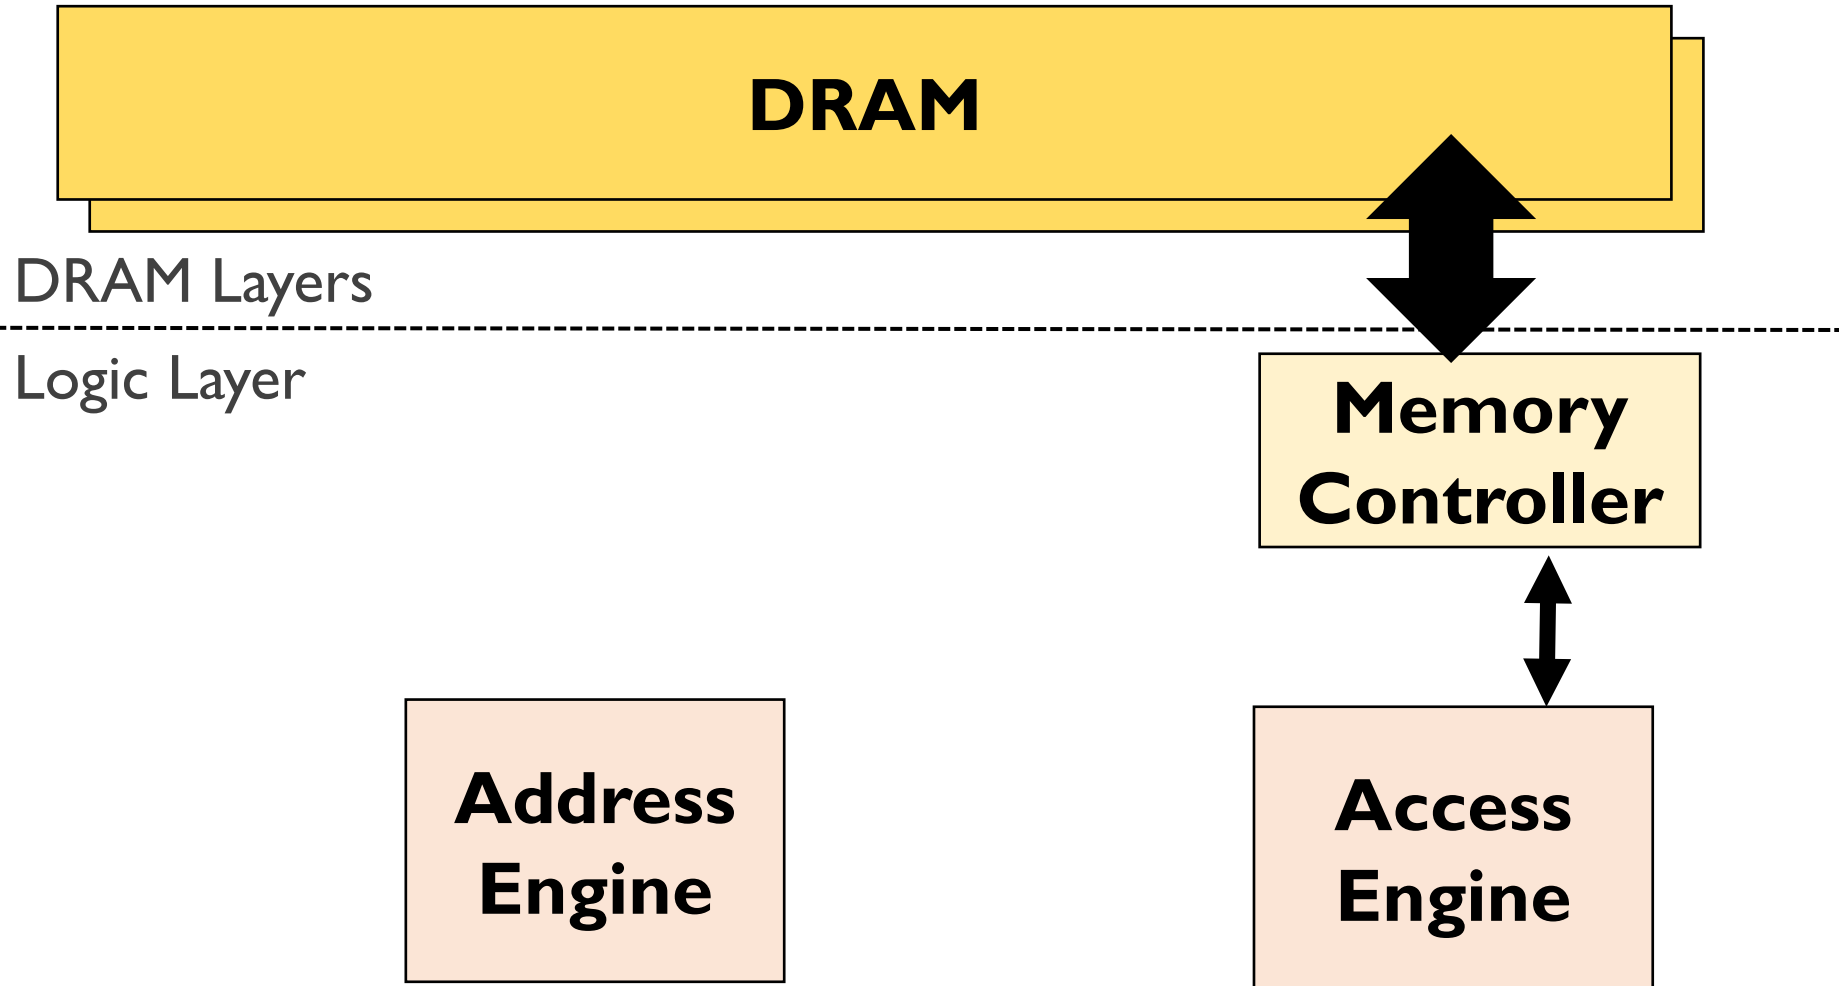 DRAM
DRAM Layers
Logic Layer
Memory
Controller
Address
Engine
Access
Engine